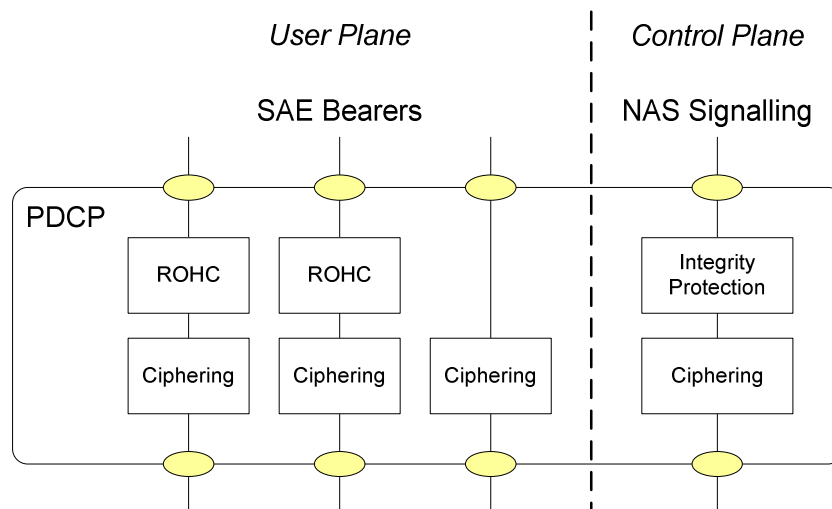 User Plane
Control Plane
SAE Bearers
NAS Signalling
PDCP
ROHC
ROHC
Integrity
Protection
Ciphering
Ciphering
Ciphering
Ciphering